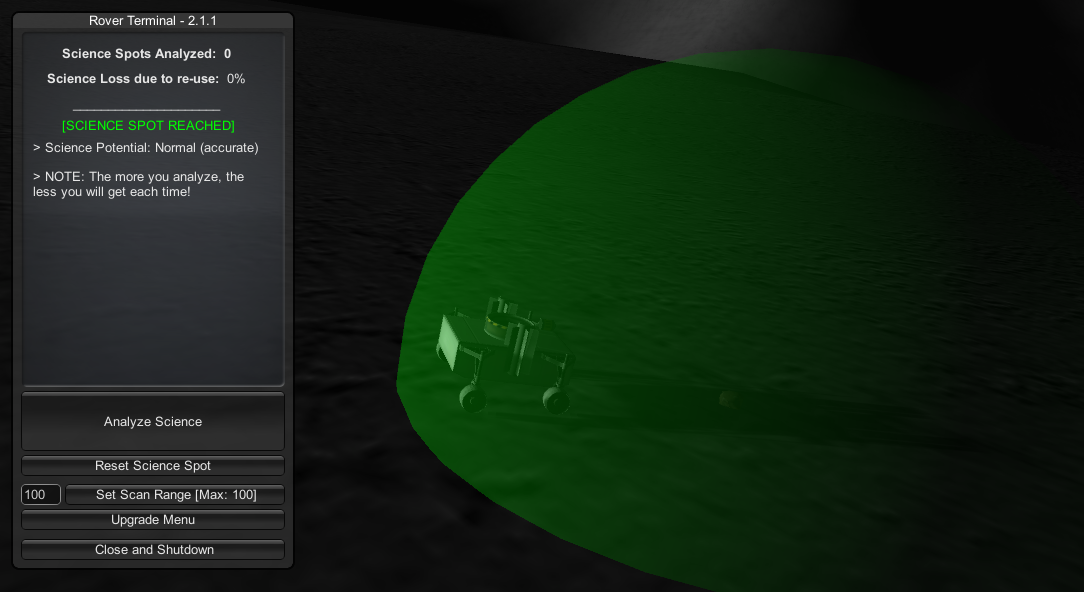 Rover Terminal - 2.1.1
Science Spots Analyzed: 0
Science Loss due to re-use: 0%
[SCIENCE SPOT REACHED]
> Science Potential: Normal (accurate)
> NOTE: The more you analyze, the
less you will get each time!
Analyze Science
Reset Science Spot
100 Set Scan Range [Max: 100]
Upgrade Menu
Close and Shutdown